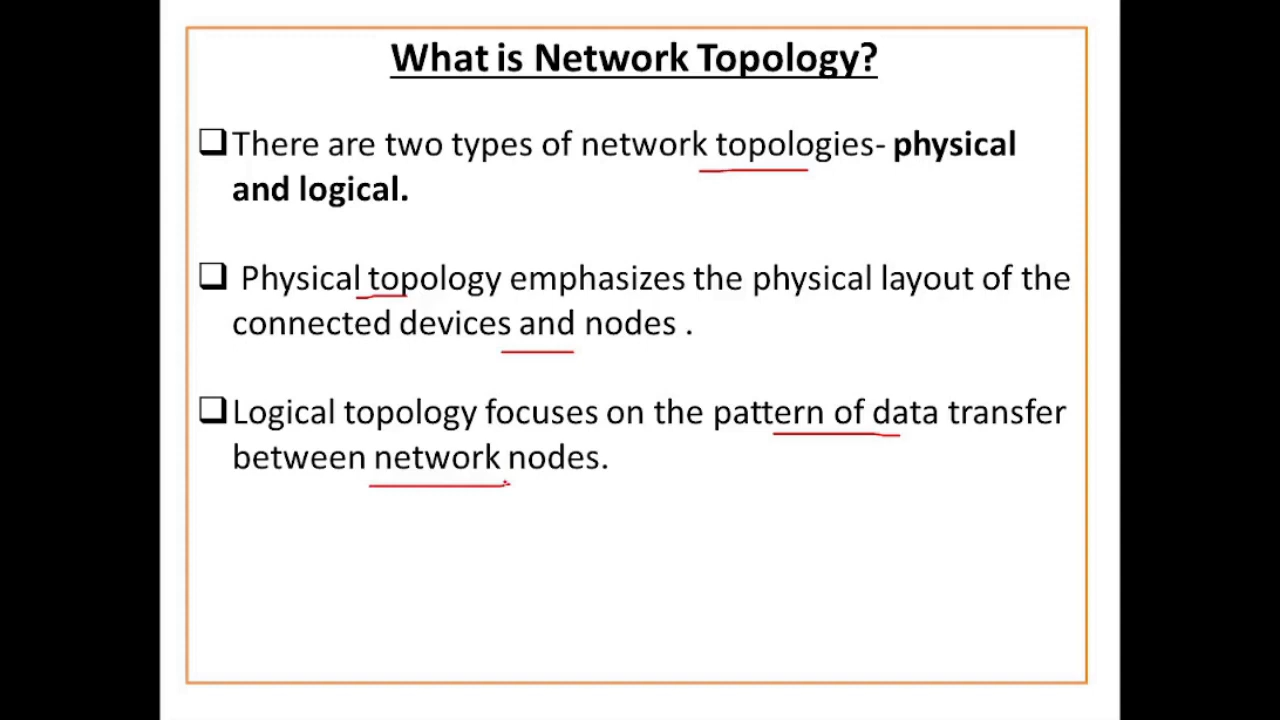 What is Network Topology?
There are two types of network topologies- physical
and logical.
Physical topology emphasizes the physical layout of the
connected devices and nodes .
Logical topology focuses on the pattern of data transfer
between network nodes.